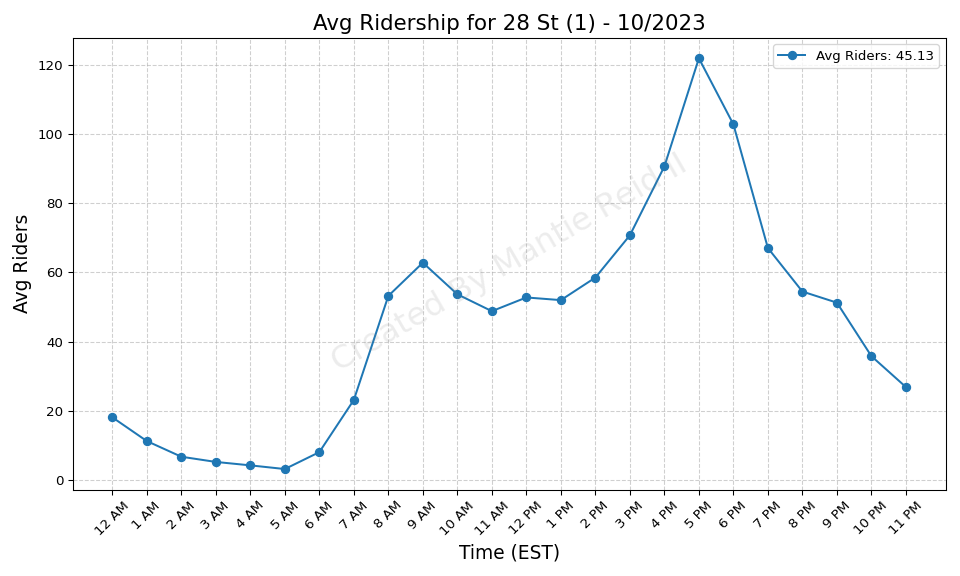 Avg Ridership for 28 St (1) - 10/2023
Avg Riders: 45.13
Avg Riders
120
100
80
60
40
20
0
Created By Mantie Reid II
12 AM
1 AM
2 AM
3 AM
4 AM
5 AM
6 AM
7 AM
8 AM
9 AM
10 AM
11 AM
12 PM
1 PM
2 PM
3 PM
4 PM
5 PM
6 PM
7 PM
8 PM
9 PM
10 PM
11 PM
Time (EST)